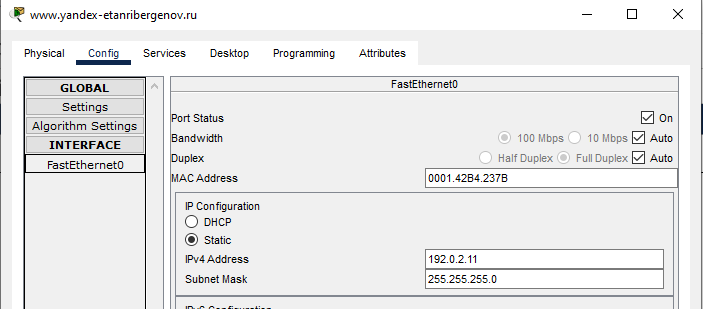 www.yandex-etanribergenov.ru
Physical Config Services Desktop Programming Attributes
GLOBAL
Settings
Algorithm Settings
INTERFACE
FastEthernet0
FastEthernet0
Port Status On
Bandwidth 100 Mbps 10 Mbps Auto
Duplex Half Duplex Full Duplex Auto
MAC Address 0001.42B4.237B
IP Configuration
DHCP
Static
IPv4 Address 192.0.2.11
Subnet Mask 255.255.255.0
IPv6 Configuration